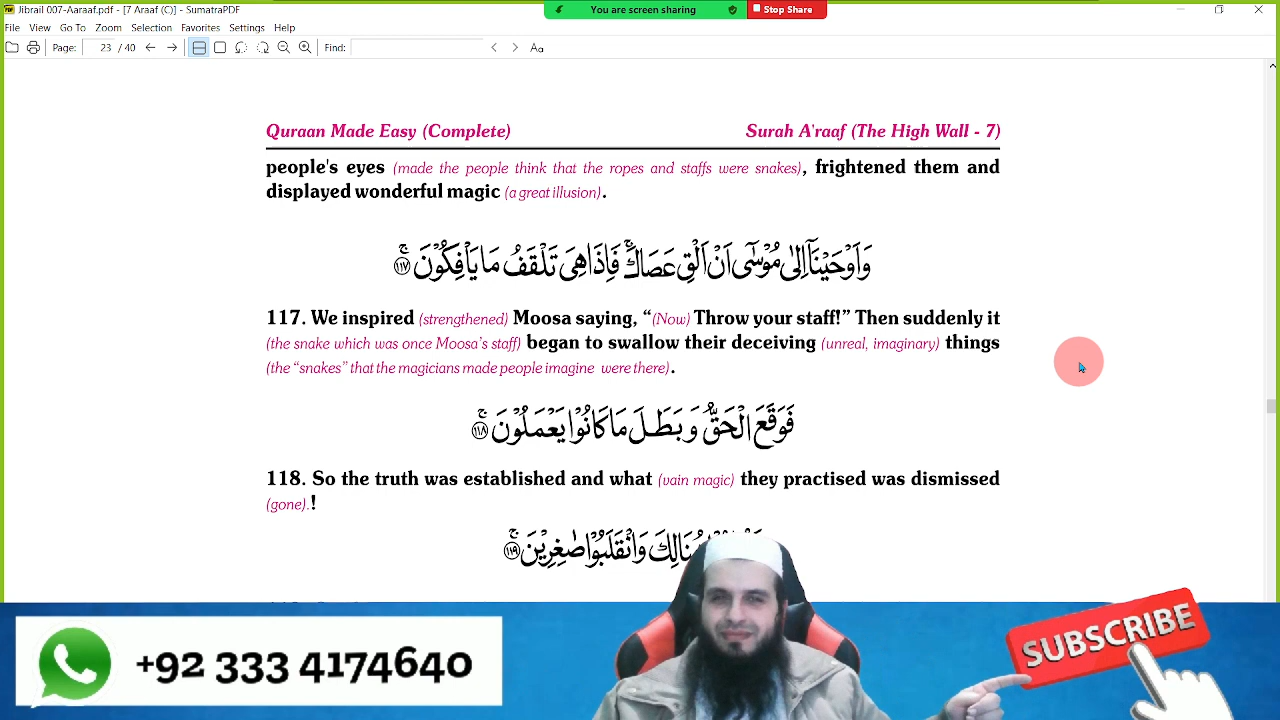 Jibrail 007-Aaraaf.pdf - [7 Araaf (C)] - SumatraPDF
You are screen sharing
Stop Share
File View Go To Zoom Selection Favorites Settings Help
Page: 23 / 40 Find: Aa
Quraan Made Easy (Complete) Surah A'raaf (The High Wall - 7)
people's eyes (made the people think that the ropes and staffs were snakes), frightened them and
displayed wonderful magic (a great illusion).
وَاَوْحَيْنَاۤ اِلٰى مُوْسٰٓى اَنْ اَلْقِ عَصَاكَ ۚ فَاِذَا هِىَ تَلْقَفُ مَا يَاْفِكُوْنَ ۚ ﴿۱۱۷﴾
117. We inspired (strengthened) Moosa saying, “(Now) Throw your staff!” Then suddenly it
(the snake which was once Moosa's staff) began to swallow their deceiving (unreal, imaginary) things
(the “snakes” that the magicians made people imagine were there).
فَوَقَعَ الْحَقُّ وَ بَطَلَ مَا كَانُوْا يَعْمَلُوْنَ ۚ ﴿۱۱۸﴾
118. So the truth was established and what (vain magic) they practised was dismissed
(gone).!
هُنَالِكَ وَانْقَلَبُوْا صٰغِرِيْنَ ۚ ﴿۱۱۹﴾
+92 333 4174640
SUBSCRIBE